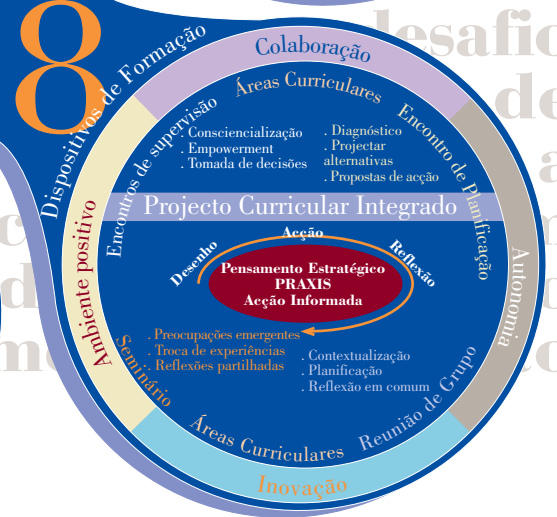 8
Dispositivos de Formação
Colaboração
Áreas Curriculares
Encontros de supervisão
Encontro de Planificação
. Consciencialização
. Empowerment
. Tomada de decisões
. Diagnóstico
. Projectar
alternativas
. Propostas de acção
Projecto Curricular Integrado
Ambiente positivo
Autonomia
Desenho
Acção
Reflexão
Pensamento Estratégico
PRAXIS
Acção Informada
. Preocupações emergentes
. Troca de experiências
. Reflexões partilhadas
. Contextualização
. Planificação
. Reflexão em comum
Seminário
Reunião de Grupo
Áreas Curriculares
Inovação